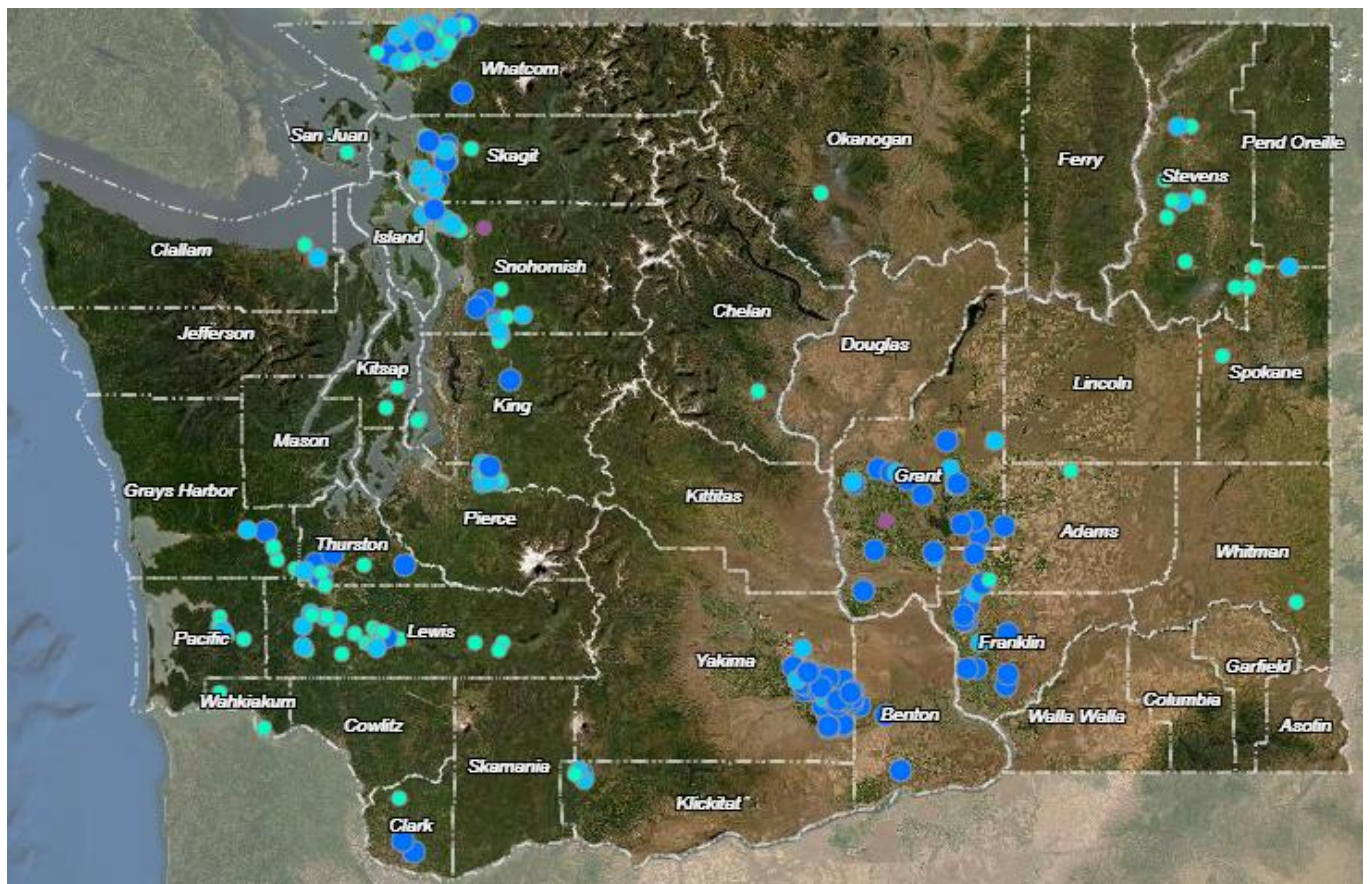 Whatcom
San Juan
Skagit
Okanogan
Ferry
Pend Oreille
Stevens
Clallam
Island
Snohomish
Chelan
Jefferson
Douglas
Kitsap
King
Lincoln
Spokane
Mason
Grays Harbor
Grant
Kittitas
Pierce
Thurston
Adams
Whitman
Pacific
Lewis
Yakima
Franklin
Garfield
Wahkiakum
Cowlitz
Benton
Walla Walla
Columbia
Asotin
Skamania
Klickitat
Clark